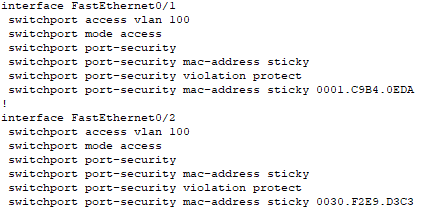 interface FastEthernet0/1
switchport access vlan 100
switchport mode access
switchport port-security
switchport port-security mac-address sticky
switchport port-security violation protect
switchport port-security mac-address sticky 0001.C9B4.0EDA
!
interface FastEthernet0/2
switchport access vlan 100
switchport mode access
switchport port-security
switchport port-security mac-address sticky
switchport port-security violation protect
switchport port-security mac-address sticky 0030.F2E9.D3C3